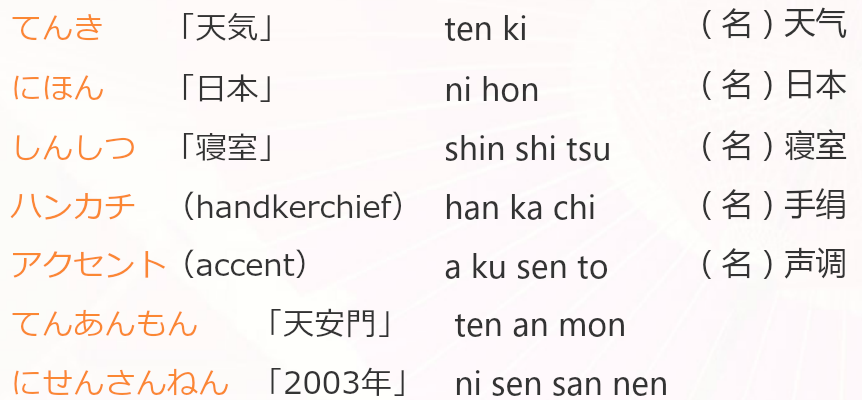 てんき 「天気」 ten ki （名）天气
にほん 「日本」 ni hon （名）日本
しんしつ 「寝室」 shin shi tsu （名）寝室
ハンカチ （handkerchief） han ka chi （名）手绢
アクセント（accent） a ku sen to （名）声调
てんあんもん 「天安門」 ten an mon
にせんさんねん 「2003年」 ni sen san nen